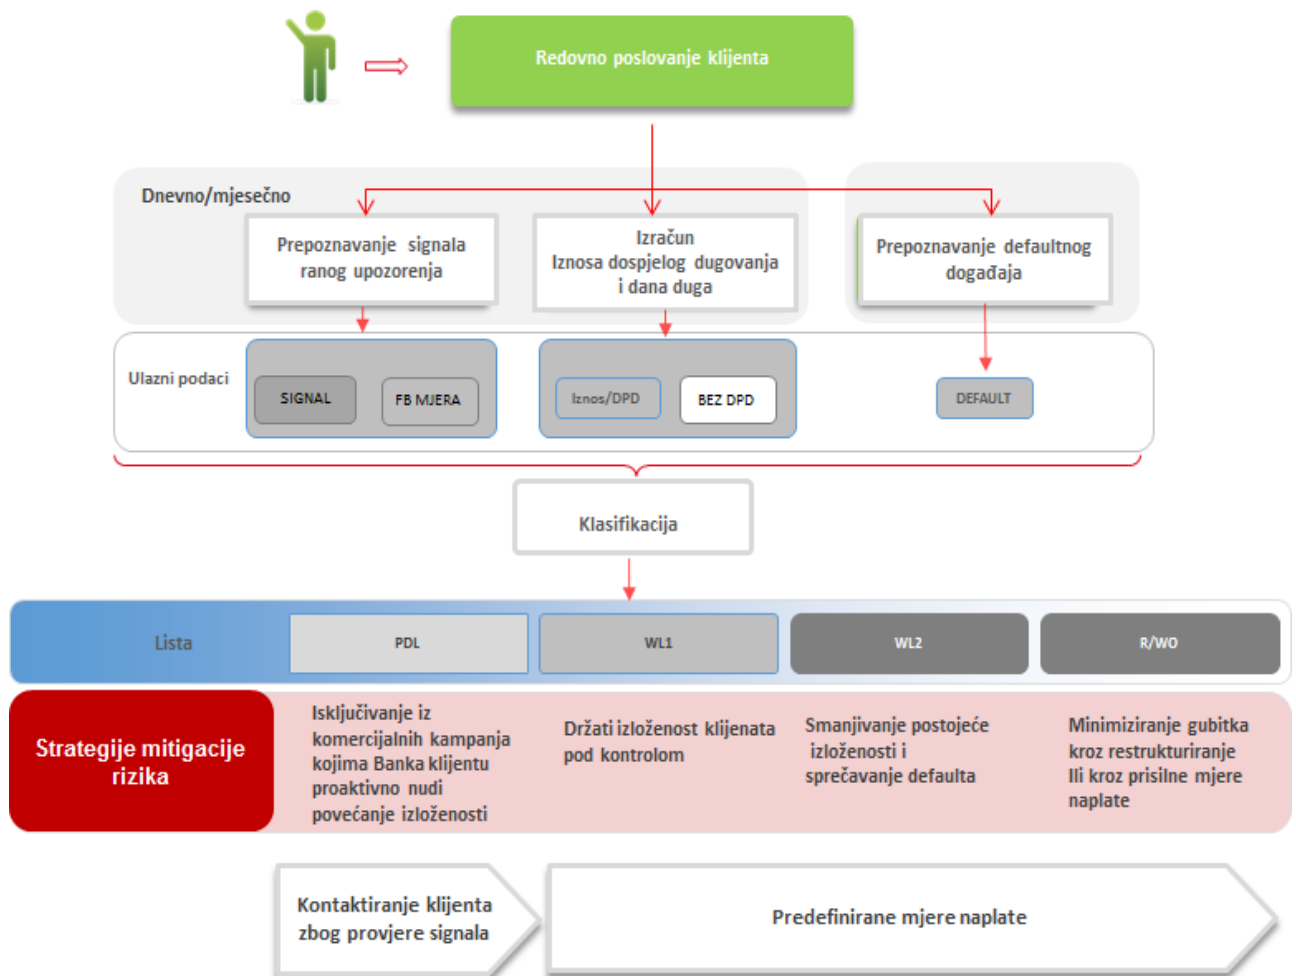 Redovno poslovanje klijenta
Dnevno/mjesečno
Prepoznavanje signala
ranog upozorenja
Izračun
Iznosa dospjelog dugovanja
i dana duga
Prepoznavanje defaultnog
događaja
Ulazni podaci
SIGNAL
FB MJERA
Iznos/DPD
BEZ DPD
DEFAULT
Klasifikacija
Lista
PDL
WL1
WL2
R/WO
Strategije mitigacije
rizika
Isključivanje iz
komercijalnih kampanja
kojima Banka klijentu
proaktivno nudi
povećanje izloženosti
Držati izloženost klijenata
pod kontrolom
Smanjivanje postojeće
izloženosti i
sprečavanje defaulta
Minimiziranje gubitka
kroz restrukturiranje
Ili kroz prisilne mjere
naplate
Kontaktiranje klijenta
zbog provjere signala
Predefinirane mjere naplate